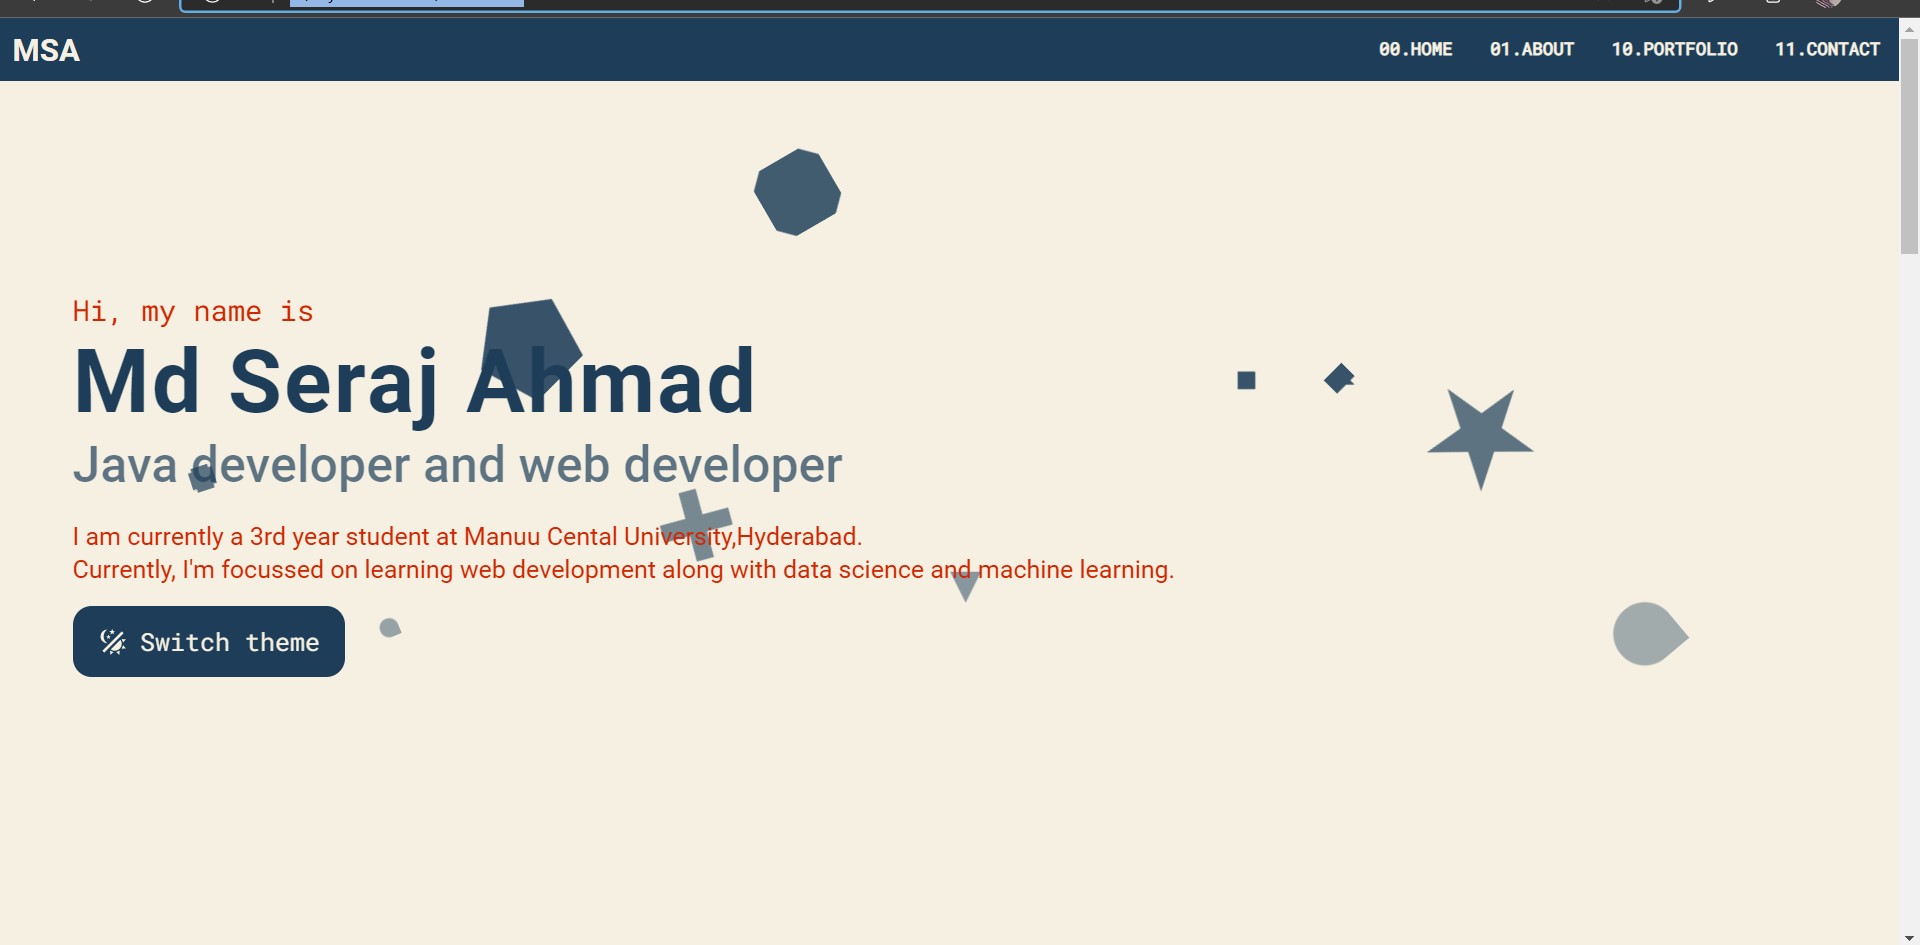 MSA
00.HOME 01.ABOUT 10.PORTFOLIO 11.CONTACT
Hi, my name is
Md Seraj Ahmad
Java developer and web developer
I am currently a 3rd year student at Manuu Cental University,Hyderabad.
Currently, I'm focussed on learning web development along with data science and machine learning.
Switch theme